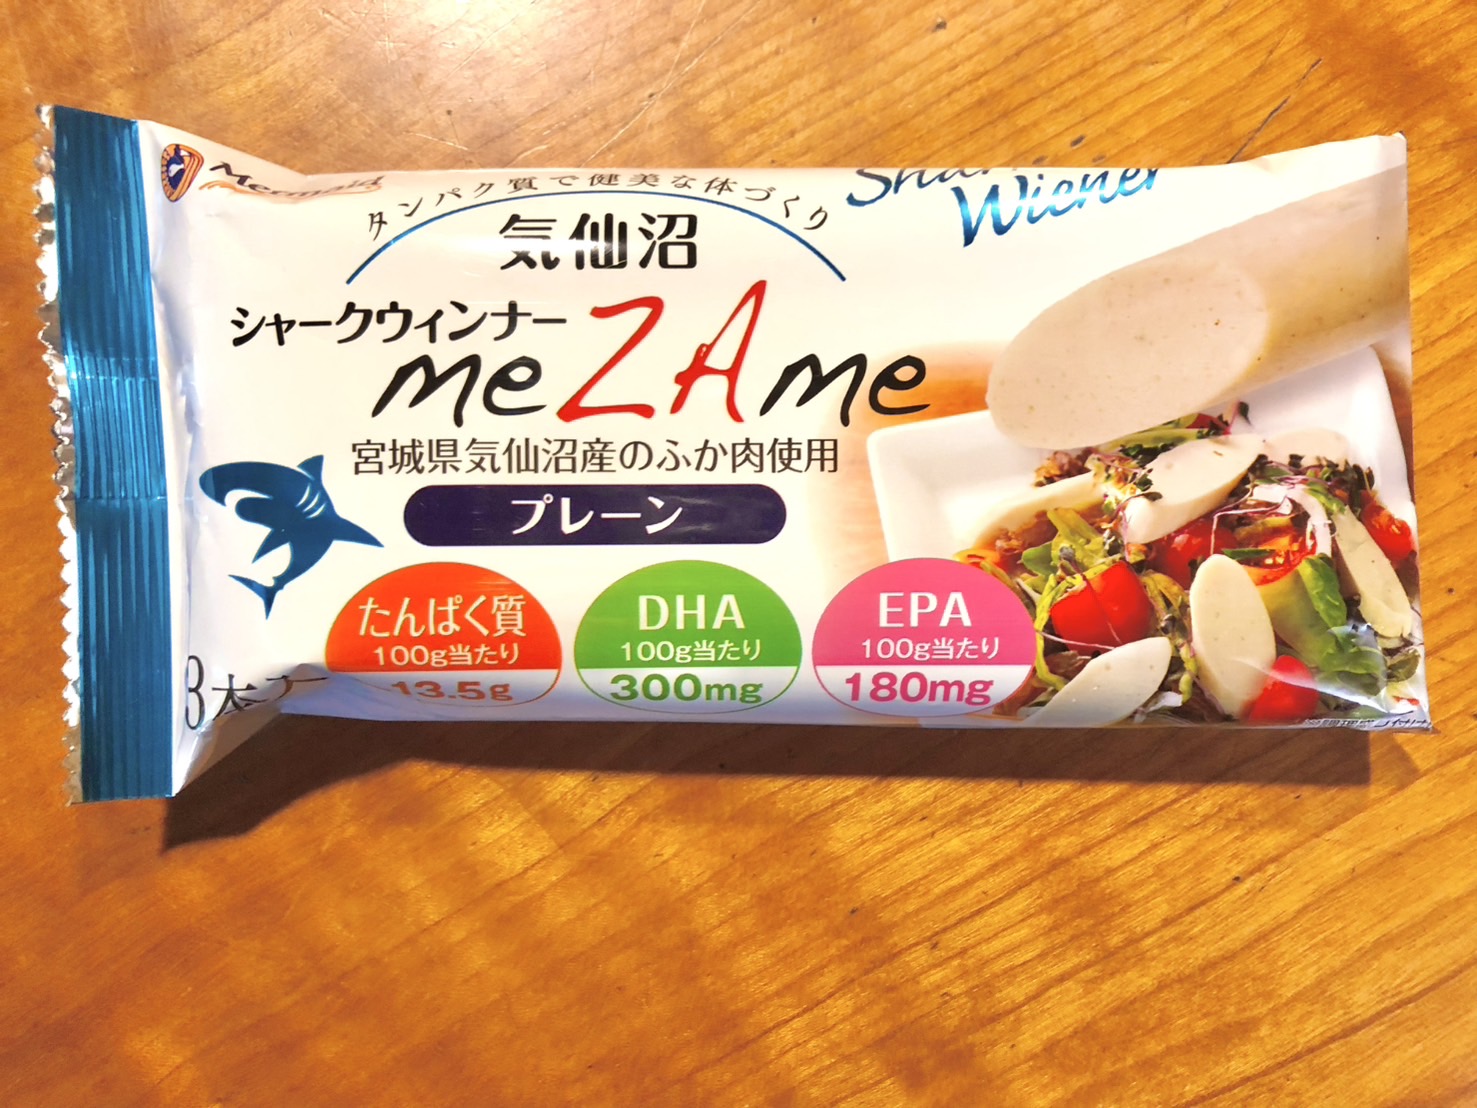 Mermaid
タンパク質で健美な体づくり
気仙沼
シャークウィンナー
meZAme
宮城県気仙沼産のふか肉使用
プレーン
たんぱく質
100g当たり
13.5g
DHA
100g当たり
300mg
EPA
100g当たり
180mg
Shark
Wiener
3本入